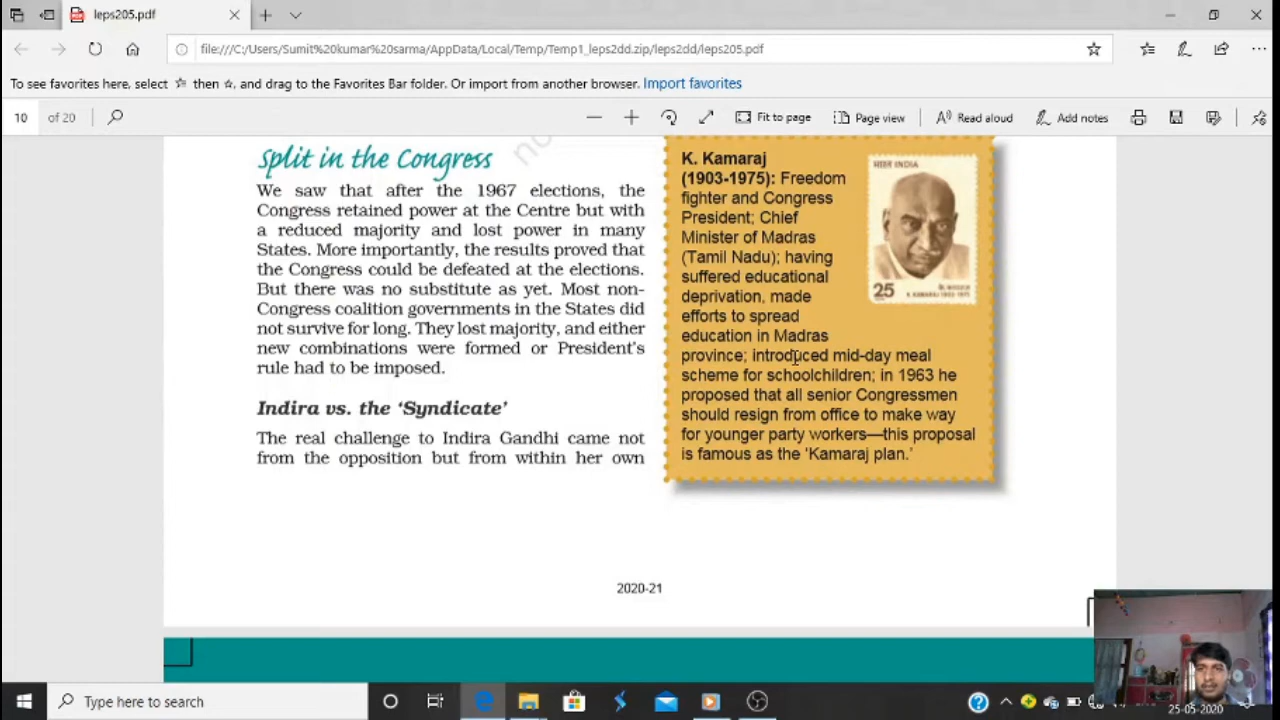 leps205.pdf
file:///C:/Users/Sumit%20kumar%20sarma/AppData/Local/Temp/Temp1_leps2dd.zip/leps2dd/leps205.pdf
To see favorites here, select then, and drag to the Favorites Bar folder. Or import from another browser. Import favorites
10 of 20 Fit to page Page view Read aloud Add notes
Split in the Congress
We saw that after the 1967 elections, the
Congress retained power at the Centre but with
a reduced majority and lost power in many
States. More importantly, the results proved that
the Congress could be defeated at the elections.
But there was no substitute as yet. Most non-
Congress coalition governments in the States did
not survive for long. They lost majority, and either
new combinations were formed or President's
rule had to be imposed.
Indira vs. the 'Syndicate'
The real challenge to Indira Gandhi came not
from the opposition but from within her own
no
K. Kamaraj
(1903-1975): Freedom
fighter and Congress
President; Chief
Minister of Madras
(Tamil Nadu); having
suffered educational
deprivation, made
efforts to spread
education in Madras
province; introduced mid-day meal
scheme for schoolchildren; in 1963 he
proposed that all senior Congressmen
should resign from office to make way
for younger party workers—this proposal
is famous as the 'Kamaraj plan.'
भारत INDIA
25
K. KAMARAJ 1903-1975
2020-21
Type here to search
25-05-2020